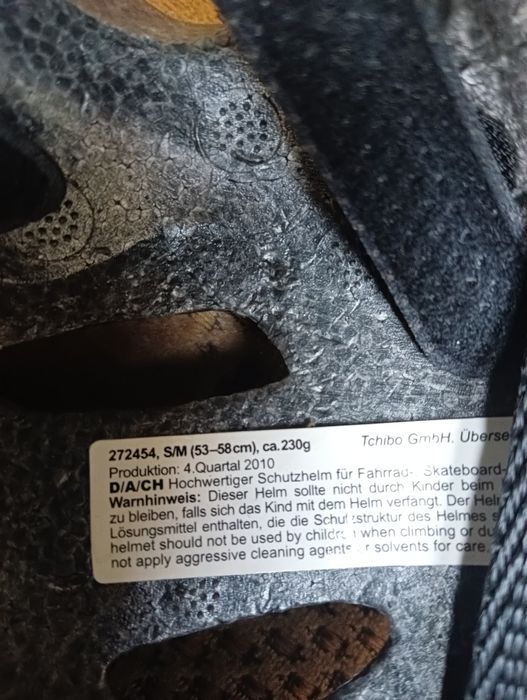 272454, S/M (53–58cm), ca.230g Tchibo GmbH, Überse
Produktion: 4.Quartal 2010
D/A/CH Hochwertiger Schutzhelm für Fahrrad-, Skateboard-
Warnhinweis: Dieser Helm sollte nicht durch Kinder beim
zu bleiben, falls sich das Kind mit dem Helm verfängt. Der Helm
Lösungsmittel enthalten, die die Schutzstruktur des Helmes s
helmet should not be used by children when climbing or du
not apply aggressive cleaning agents or solvents for care.